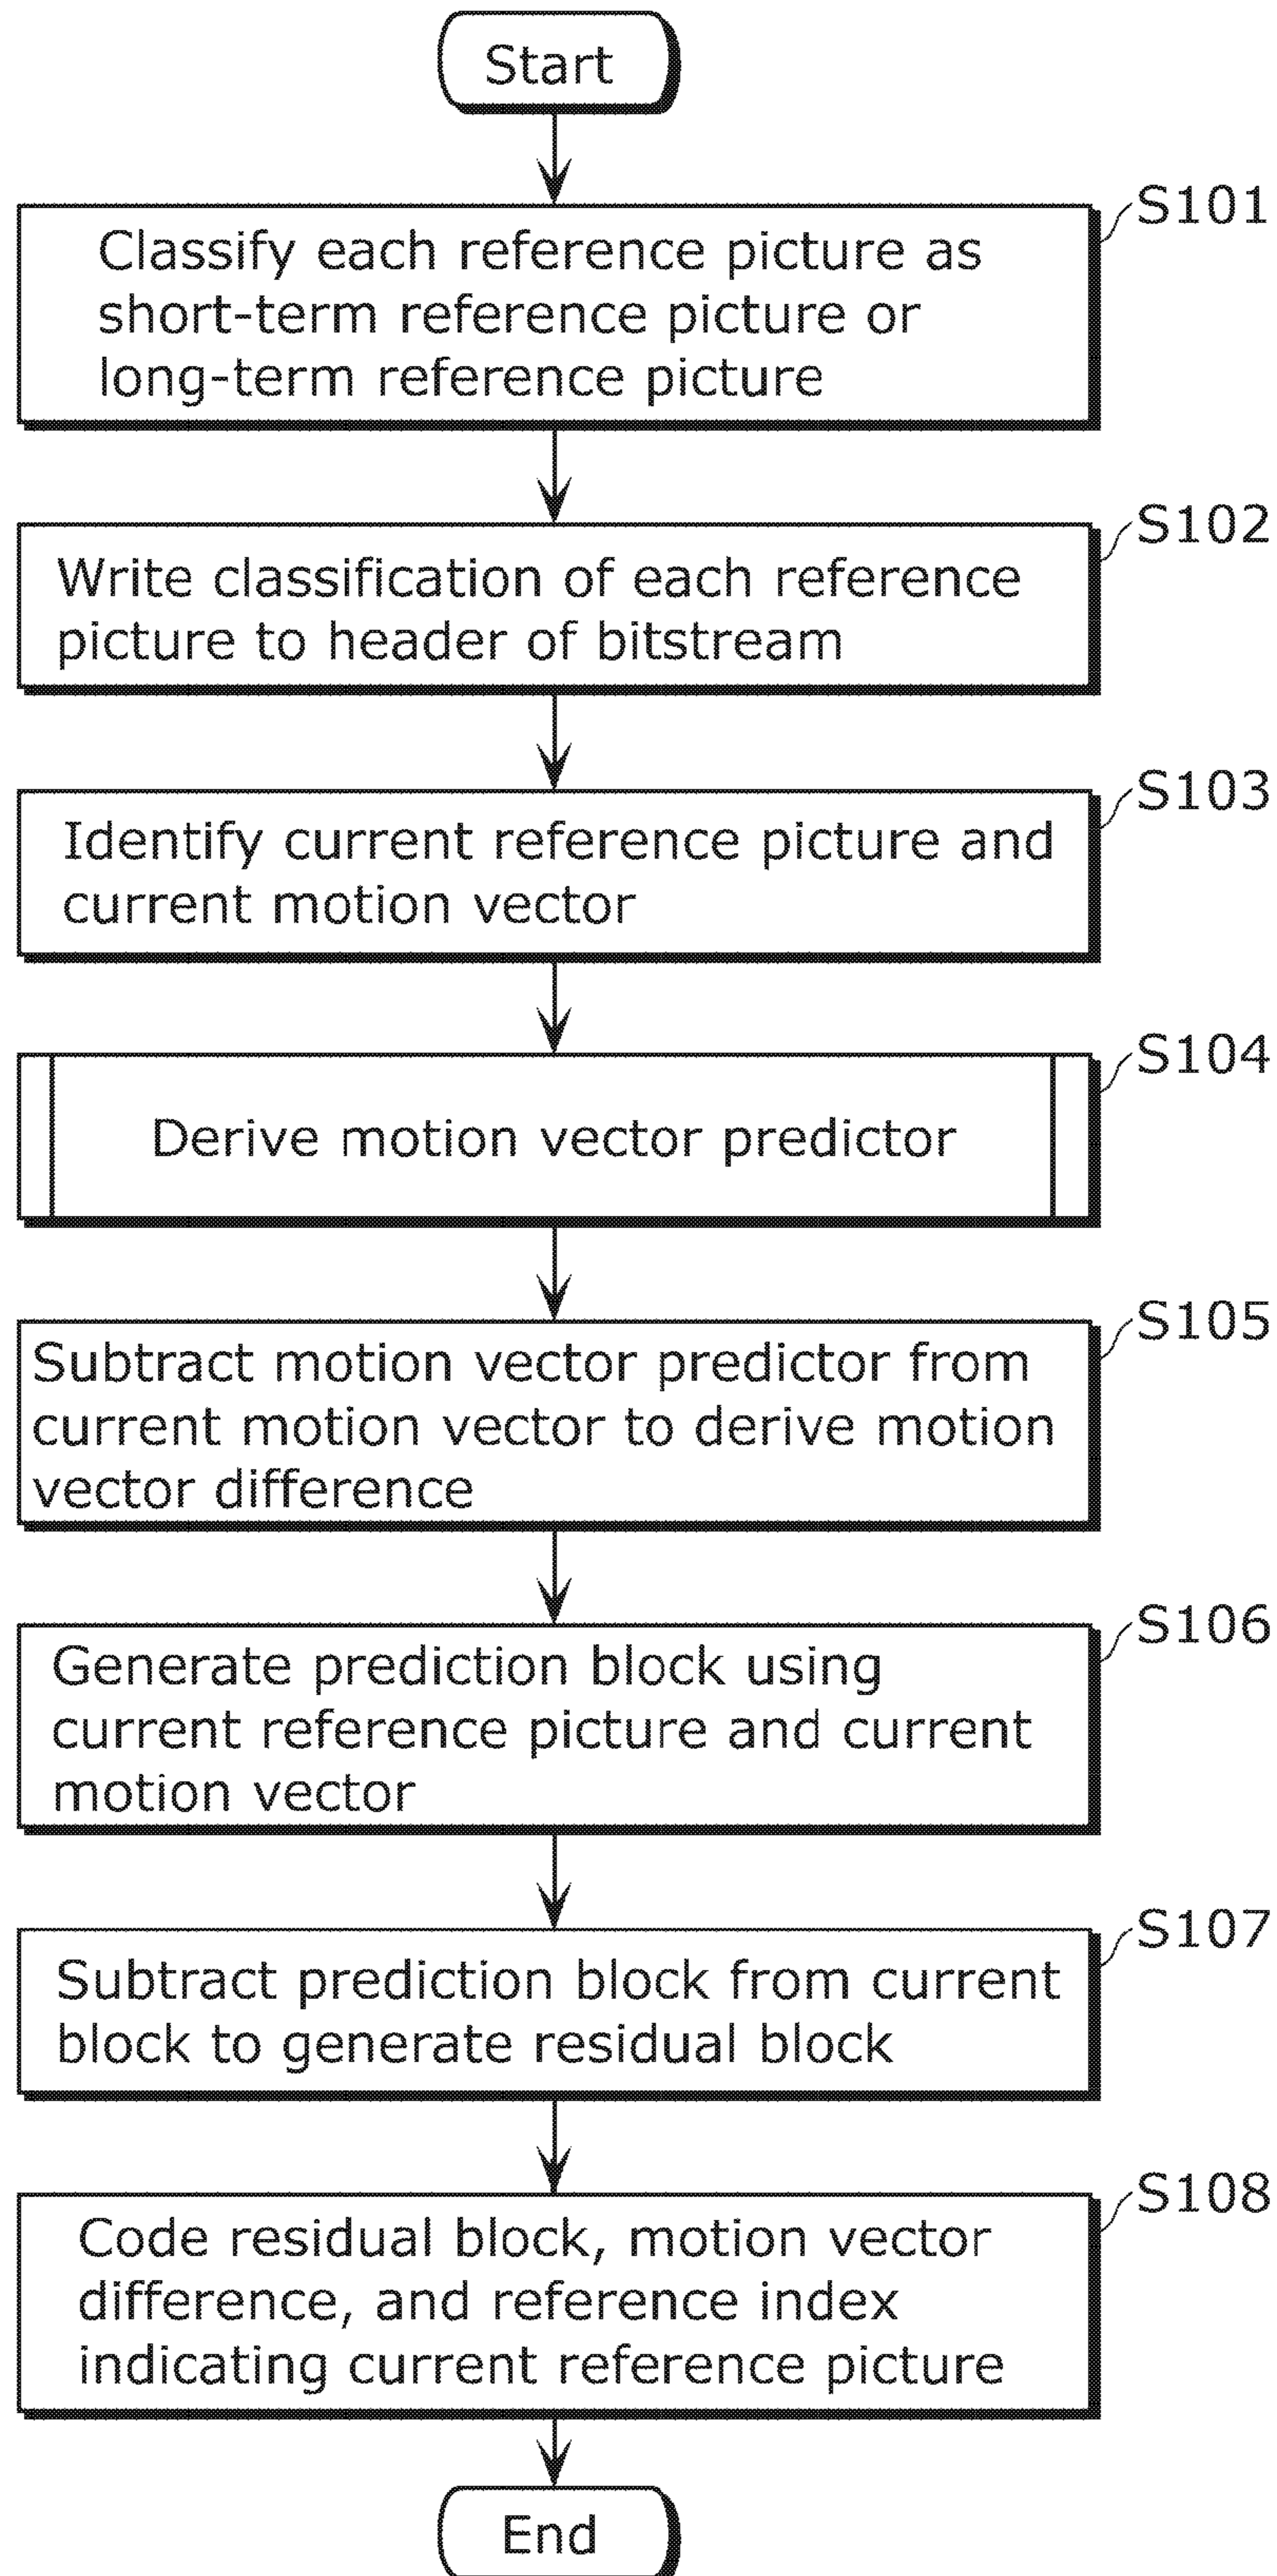 Start
S101
Classify each reference picture as
short-term reference picture or
long-term reference picture
S102
Write classification of each reference
picture to header of bitstream
S103
Identify current reference picture and
current motion vector
S104
Derive motion vector predictor
S105
Subtract motion vector predictor from
current motion vector to derive motion
vector difference
S106
Generate prediction block using
current reference picture and current
motion vector
S107
Subtract prediction block from current
block to generate residual block
S108
Code residual block, motion vector
difference, and reference index
indicating current reference picture
End